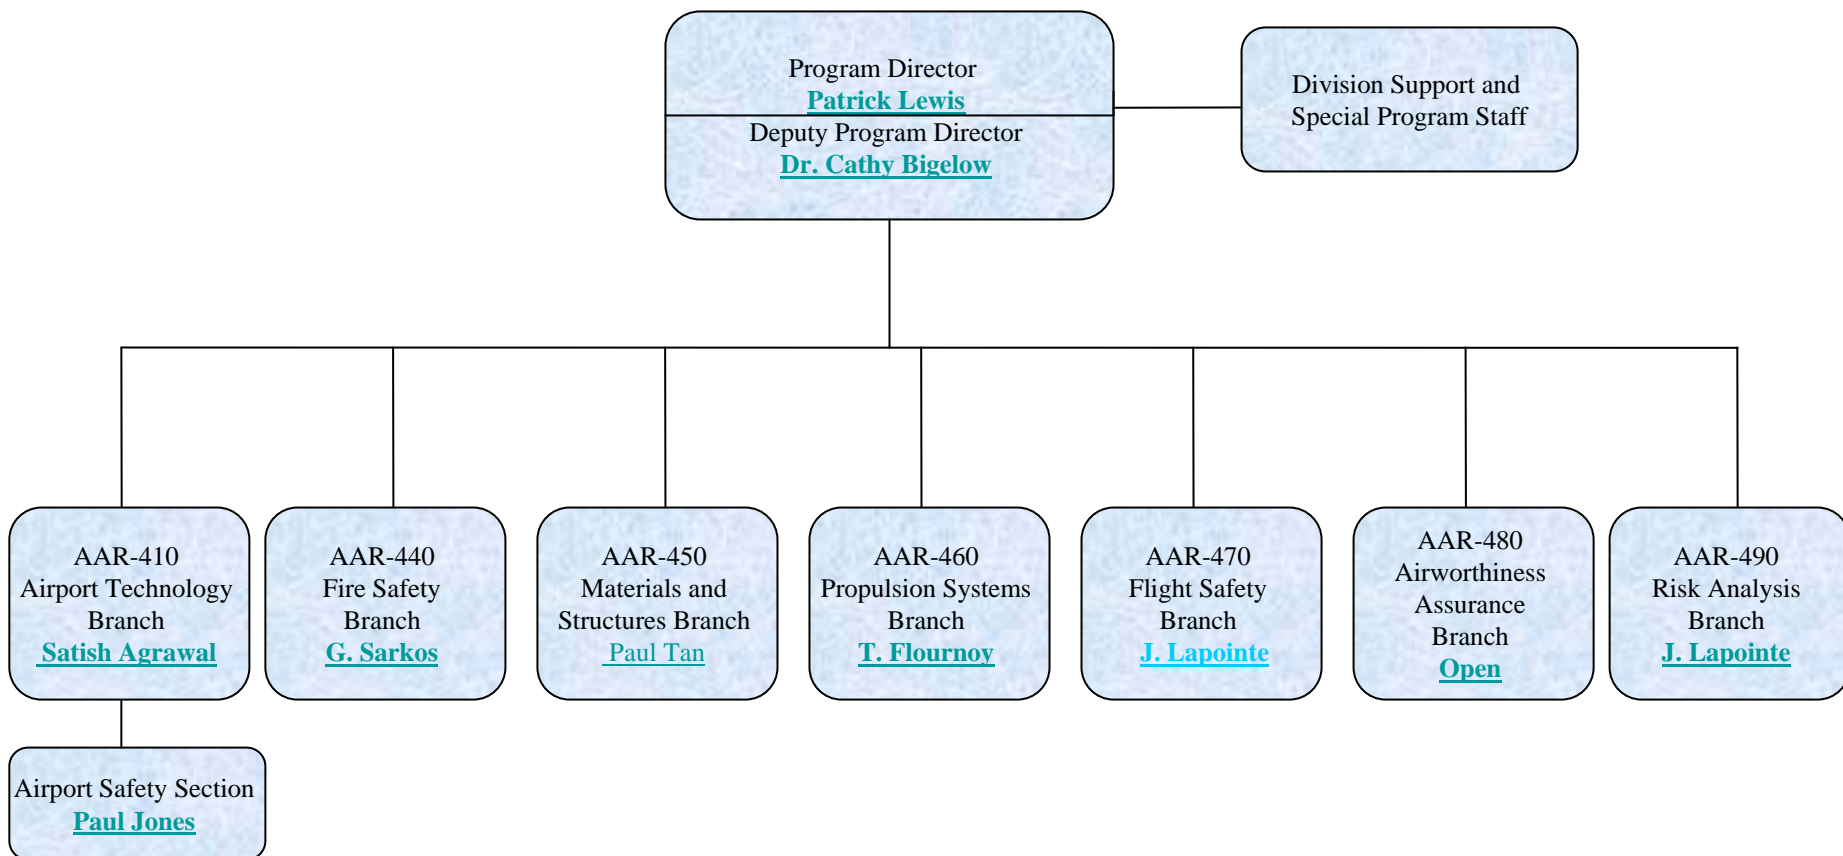 Program Director
Patrick Lewis
Deputy Program Director
Dr. Cathy Bigelow
Division Support and
Special Program Staff
AAR-410
Airport Technology
Branch
Satish Agrawal
AAR-440
Fire Safety
Branch
G. Sarkos
AAR-450
Materials and
Structures Branch
Paul Tan
AAR-460
Propulsion Systems
Branch
T. Flournoy
AAR-470
Flight Safety
Branch
J. Lapointe
AAR-480
Airworthiness
Assurance
Branch
Open
AAR-490
Risk Analysis
Branch
J. Lapointe
Airport Safety Section
Paul Jones